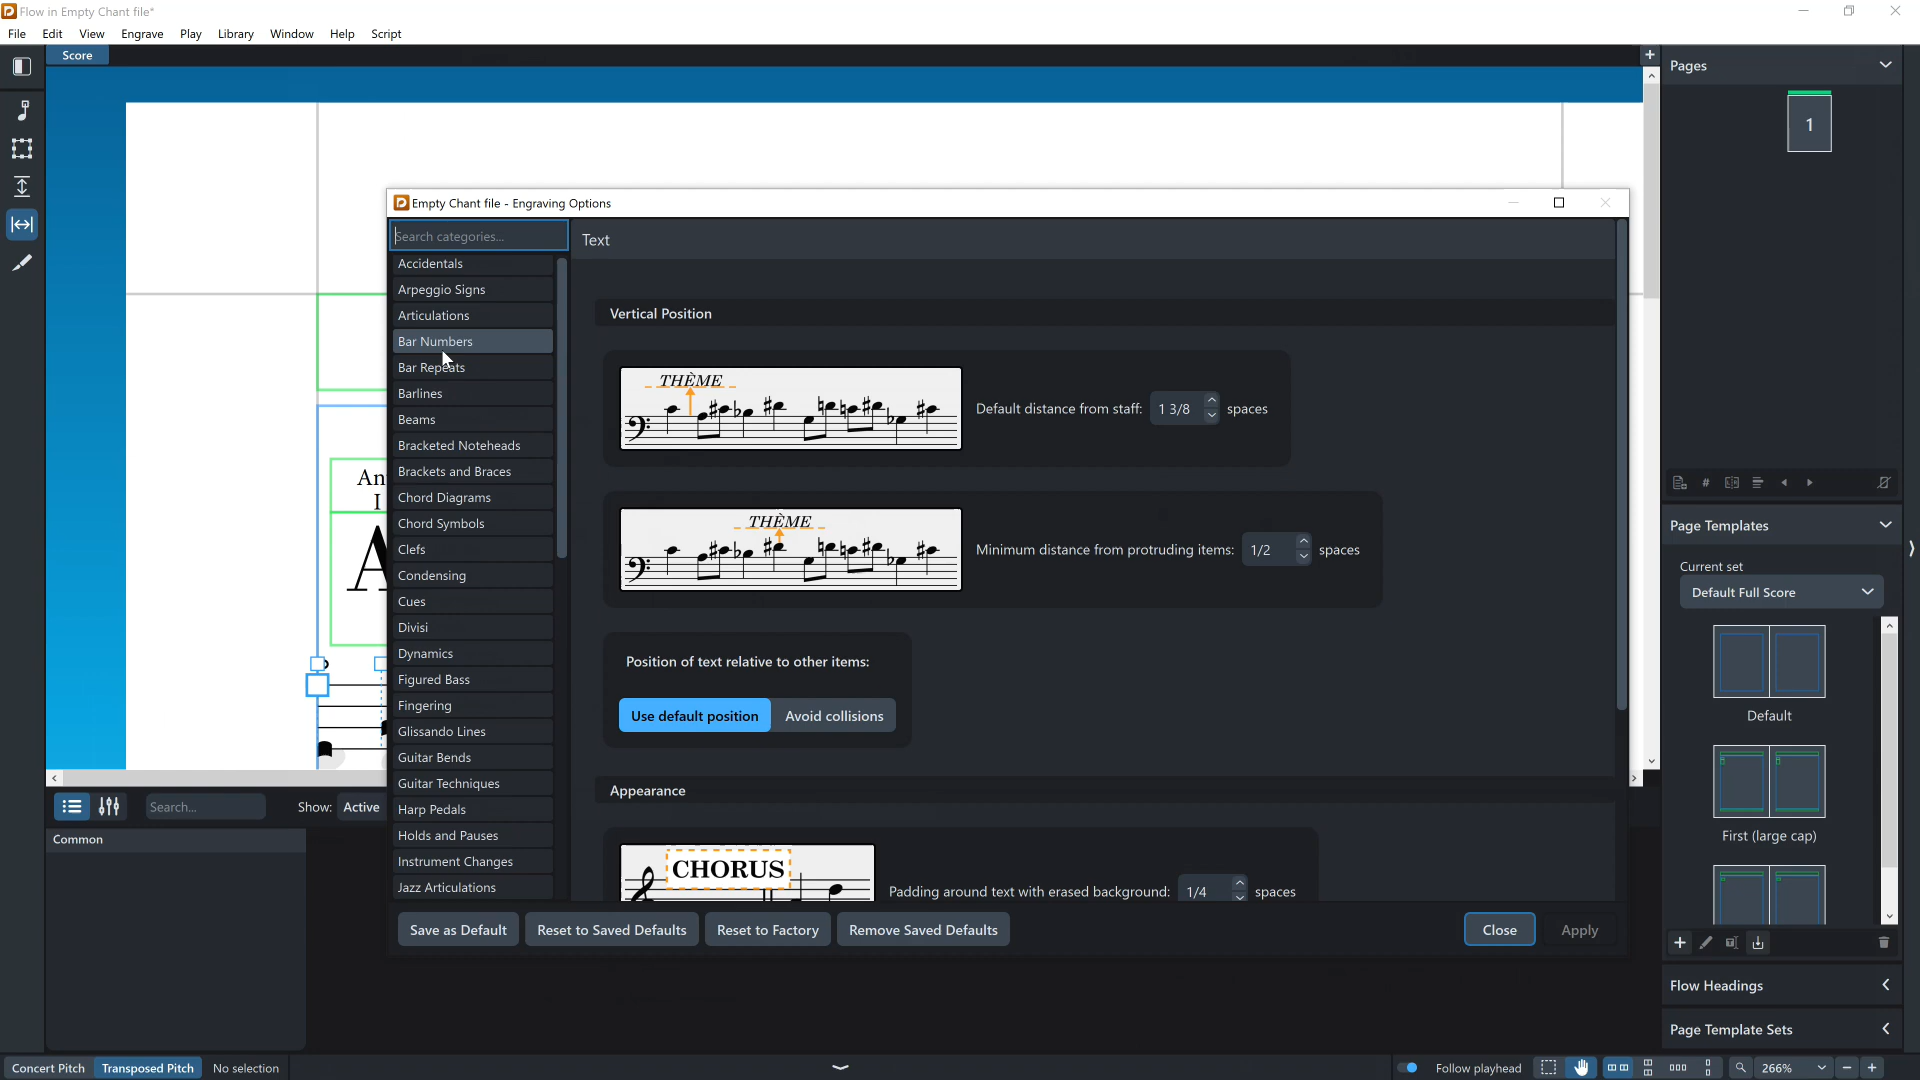 Flow in Empty Chant file*
File Edit View Engrave Play Library Window Help Script
Score
Pages
1
Empty Chant file - Engraving Options
Search categories...
Text
Accidentals
Arpeggio Signs
Articulations
Bar Numbers
Bar Repeats
Barlines
Beams
Bracketed Noteheads
Brackets and Braces
Chord Diagrams
Chord Symbols
Clefs
Condensing
Cues
Divisi
Dynamics
Figured Bass
Fingering
Glissando Lines
Guitar Bends
Guitar Techniques
Harp Pedals
Holds and Pauses
Instrument Changes
Jazz Articulations
Vertical Position
THÈME
Default distance from staff: 1 3/8 spaces
THÈME
Minimum distance from protruding items: 1/2 spaces
Position of text relative to other items:
Use default position Avoid collisions
Appearance
CHORUS
Padding around text with erased background: 1/4 spaces
Save as Default Reset to Saved Defaults Reset to Factory Remove Saved Defaults Close Apply
An
I
A
Search... Show: Active
Common
Page Templates
Current set
Default Full Score
Default
First (large cap)
Flow Headings
Page Template Sets
Concert Pitch Transposed Pitch No selection Follow playhead 266%